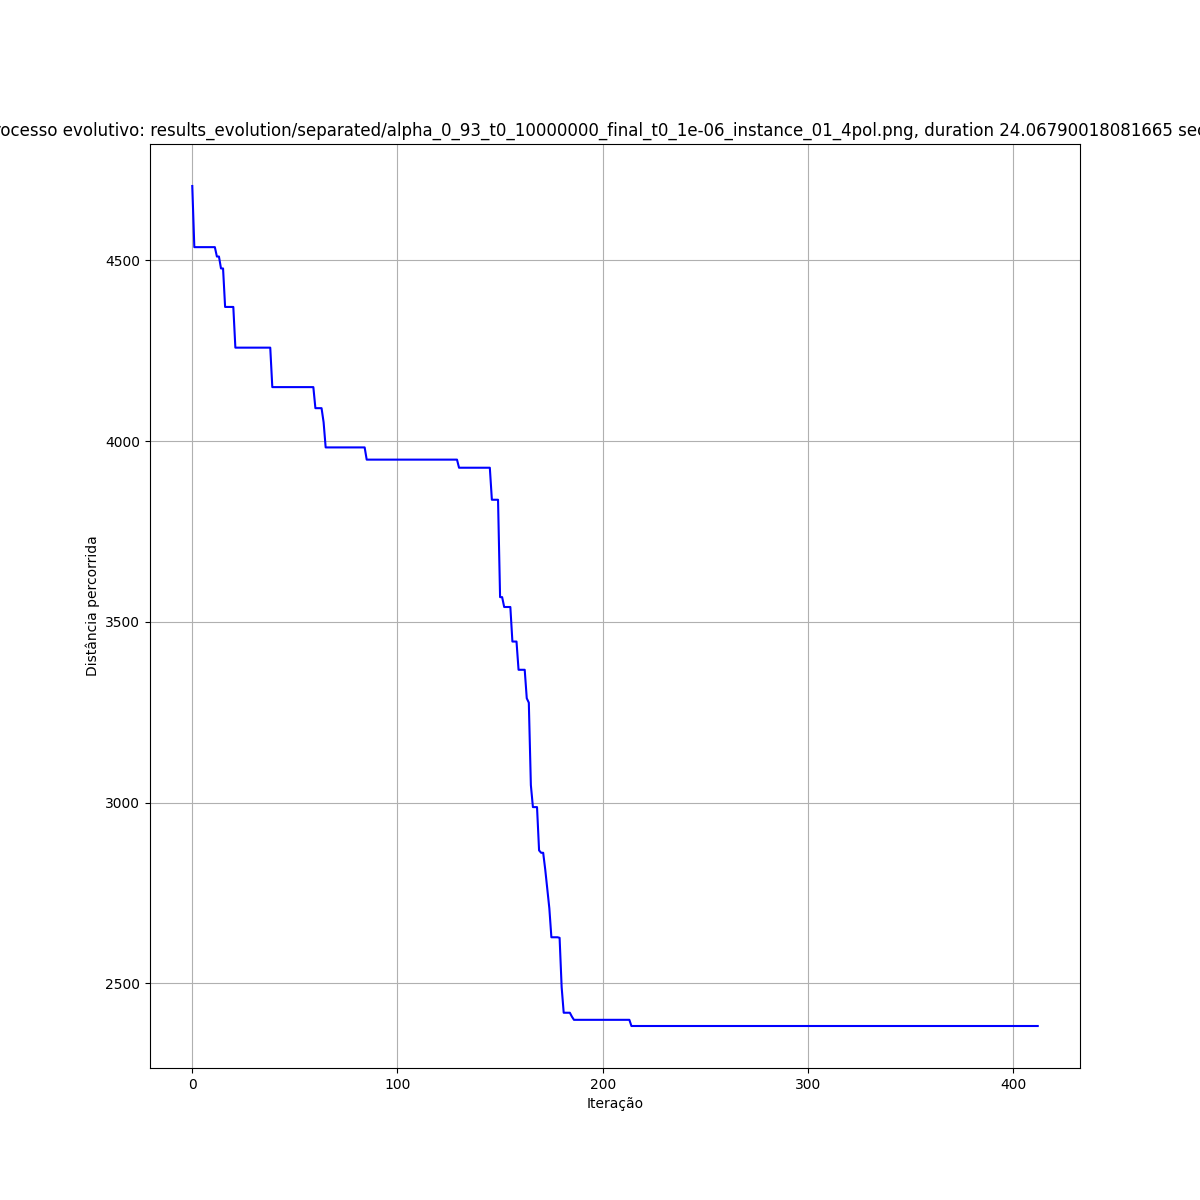 ocesso evolutivo: results_evolution/separated/alpha_0_93_t0_10000000_final_t0_1e-06_instance_01_4pol.png, duration 24.06790018081665 sec
4500
4000
3500
3000
2500
Distância percorrida
0 100 200 300 400
Iteração